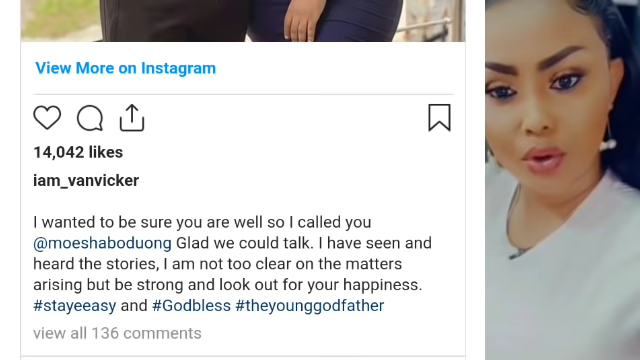 View More on Instagram
14,042 likes
iam_vanvicker
I wanted to be sure you are well so I called you
@moeshaboduong Glad we could talk. I have seen and
heard the stories, I am not too clear on the matters
arising but be strong and look out for your happiness.
#stayeeasy and #Godbless #theyounggodfather
view all 136 comments